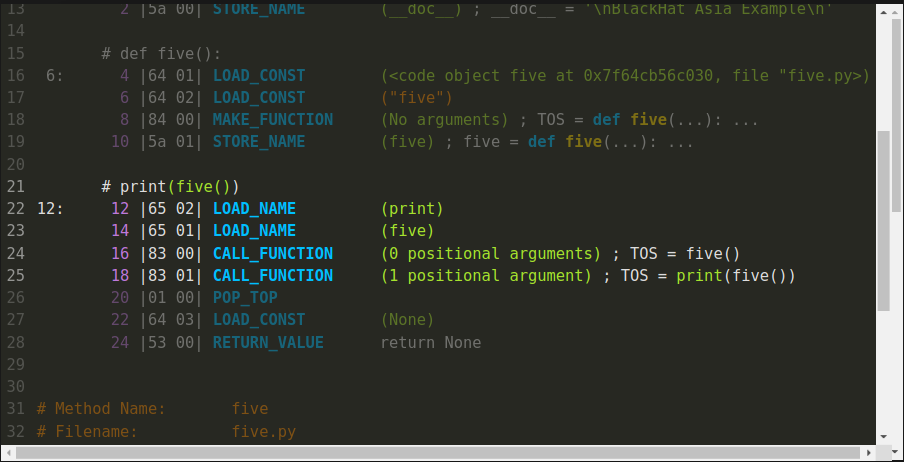 13          2 |5a 00| STORE_NAME          (__doc__) ; __doc__ = '\nBlackHat Asia Example\n'
14
15        # def five():
16  6:      4 |64 01| LOAD_CONST          (<code object five at 0x7f64cb56c030, file "five.py>)
17          6 |64 02| LOAD_CONST          ("five")
18          8 |84 00| MAKE_FUNCTION       (No arguments) ; TOS = def five(...): ...
19         10 |5a 01| STORE_NAME          (five) ; five = def five(...): ...
20
21        # print(five())
22 12:     12 |65 02| LOAD_NAME           (print)
23         14 |65 01| LOAD_NAME           (five)
24         16 |83 00| CALL_FUNCTION       (0 positional arguments) ; TOS = five()
25         18 |83 01| CALL_FUNCTION       (1 positional argument) ; TOS = print(five())
26         20 |01 00| POP_TOP
27         22 |64 03| LOAD_CONST          (None)
28         24 |53 00| RETURN_VALUE        return None
29
30
31 # Method Name:       five
32 # Filename:          five.py